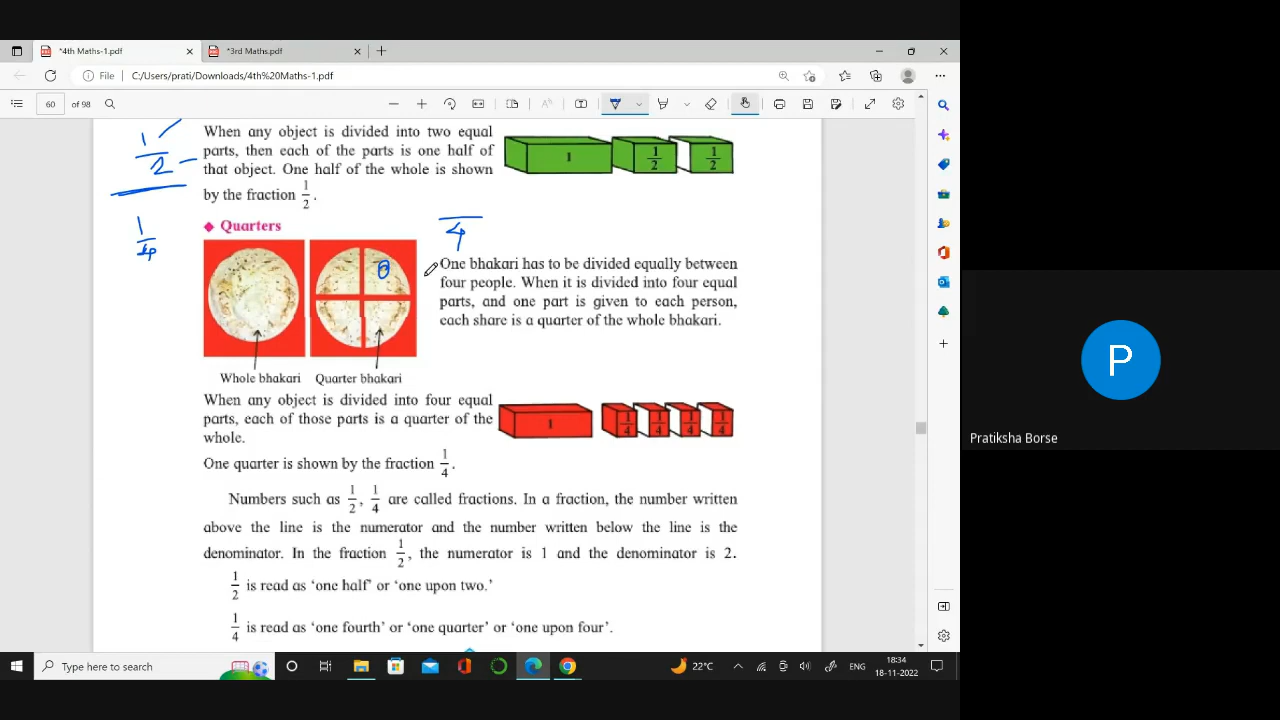 *4th Maths-1.pdf
*3rd Maths.pdf
File
C:/Users/prati/Downloads/4th%20Maths-1.pdf
60 of 98
1/2
When any object is divided into two equal
parts, then each of the parts is one half of
that object. One half of the whole is shown
by the fraction 1/2.
1 1/2 1/2
1/4
◆ Quarters
4
One bhakari has to be divided equally between
four people. When it is divided into four equal
parts, and one part is given to each person,
each share is a quarter of the whole bhakari.
Whole bhakari Quarter bhakari
When any object is divided into four equal
parts, each of those parts is a quarter of the
whole.
1 1/4 1/4 1/4 1/4
One quarter is shown by the fraction 1/4.
Numbers such as 1/2, 1/4 are called fractions. In a fraction, the number written
above the line is the numerator and the number written below the line is the
denominator. In the fraction 1/2, the numerator is 1 and the denominator is 2.
1/2 is read as ‘one half’ or ‘one upon two.’
1/4 is read as ‘one fourth’ or ‘one quarter’ or ‘one upon four’.
P
Pratiksha Borse
Type here to search
22°C
ENG
18:34
18-11-2022